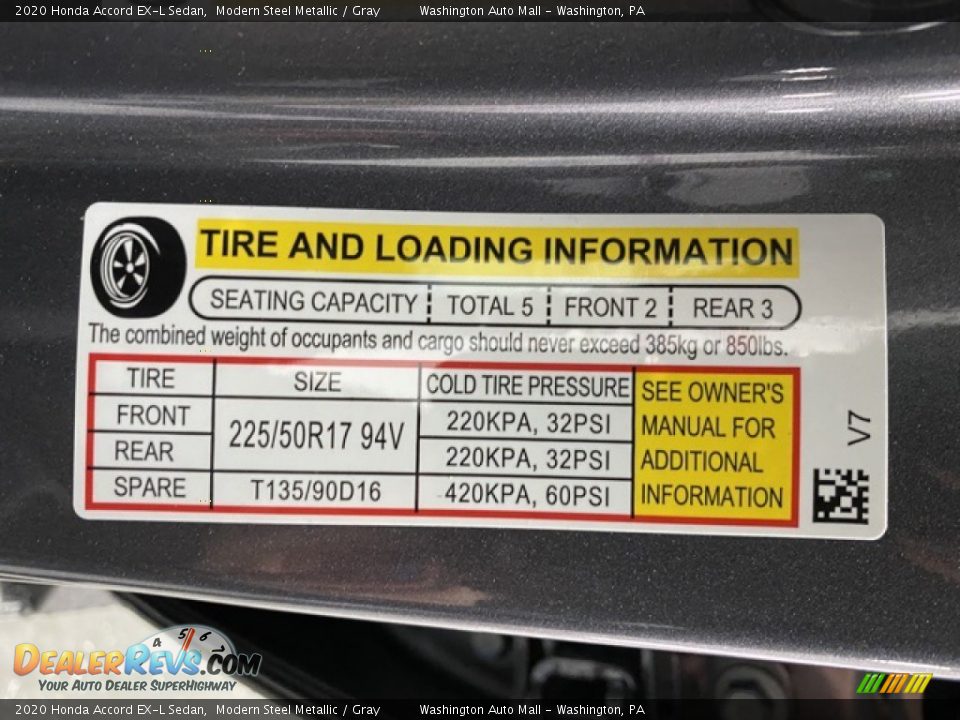 2020 Honda Accord EX-L Sedan, Modern Steel Metallic / Gray Washington Auto Mall - Washington, PA
TIRE AND LOADING INFORMATION
SEATING CAPACITY TOTAL 5 FRONT 2 REAR 3
The combined weight of occupants and cargo should never exceed 385kg or 850lbs.
TIRE SIZE COLD TIRE PRESSURE
FRONT 225/50R17 94V 220KPA, 32PSI
REAR 220KPA, 32PSI
SPARE T135/90D16 420KPA, 60PSI
SEE OWNER'S
MANUAL FOR
ADDITIONAL
INFORMATION
V7
4 5 6
DEALERREVS.COM
YOUR AUTO DEALER SUPERHIGHWAY
2020 Honda Accord EX-L Sedan, Modern Steel Metallic / Gray Washington Auto Mall - Washington, PA